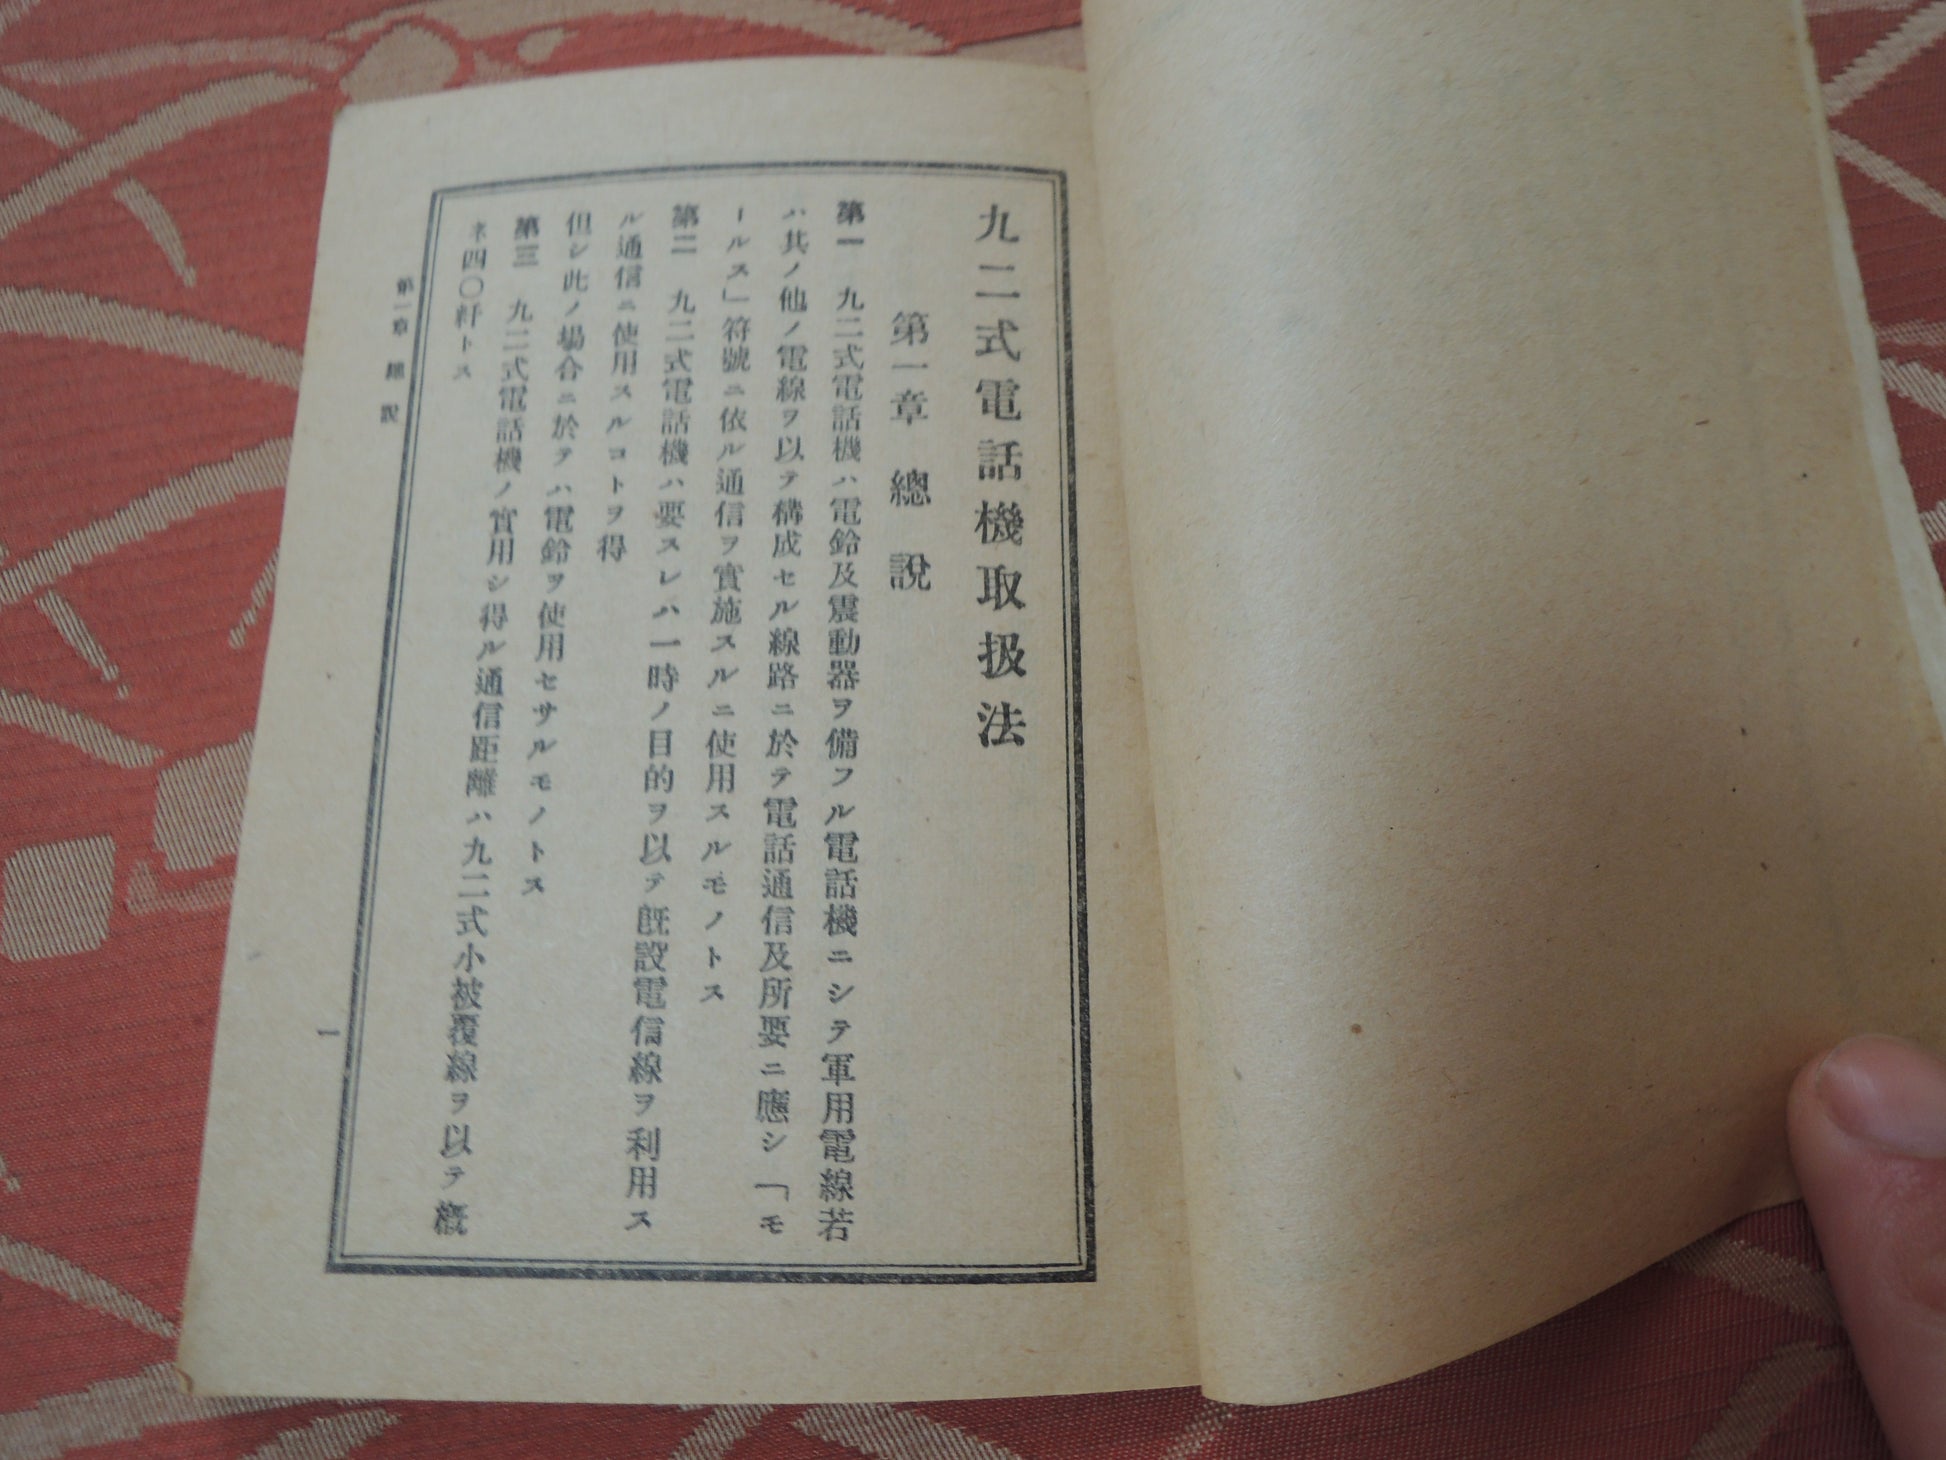 九二式電話機取扱法
第一章 總說
第一 九二式電話機ハ電鈴及震動器ヲ備フル電話機ニシテ軍用電線若
ハ其ノ他ノ電線ヲ以テ構成セル線路ニ於テ電話通信及所要ニ應シ「モ
ールス」符號ニ依ル通信ヲ實施スルニ使用スルモノトス
第二 九二式電話機ハ要スレハ一時ノ目的ヲ以テ旣設電信線ヲ利用ス
ル通信ニ使用スルコトヲ得
但シ此ノ場合ニ於テハ電鈴ヲ使用セサルモノトス
第三 九二式電話機ノ實用シ得ル通信距離ハ九二式小被覆線ヲ以テ槪
ネ四〇粁トス
第一章 總說
一